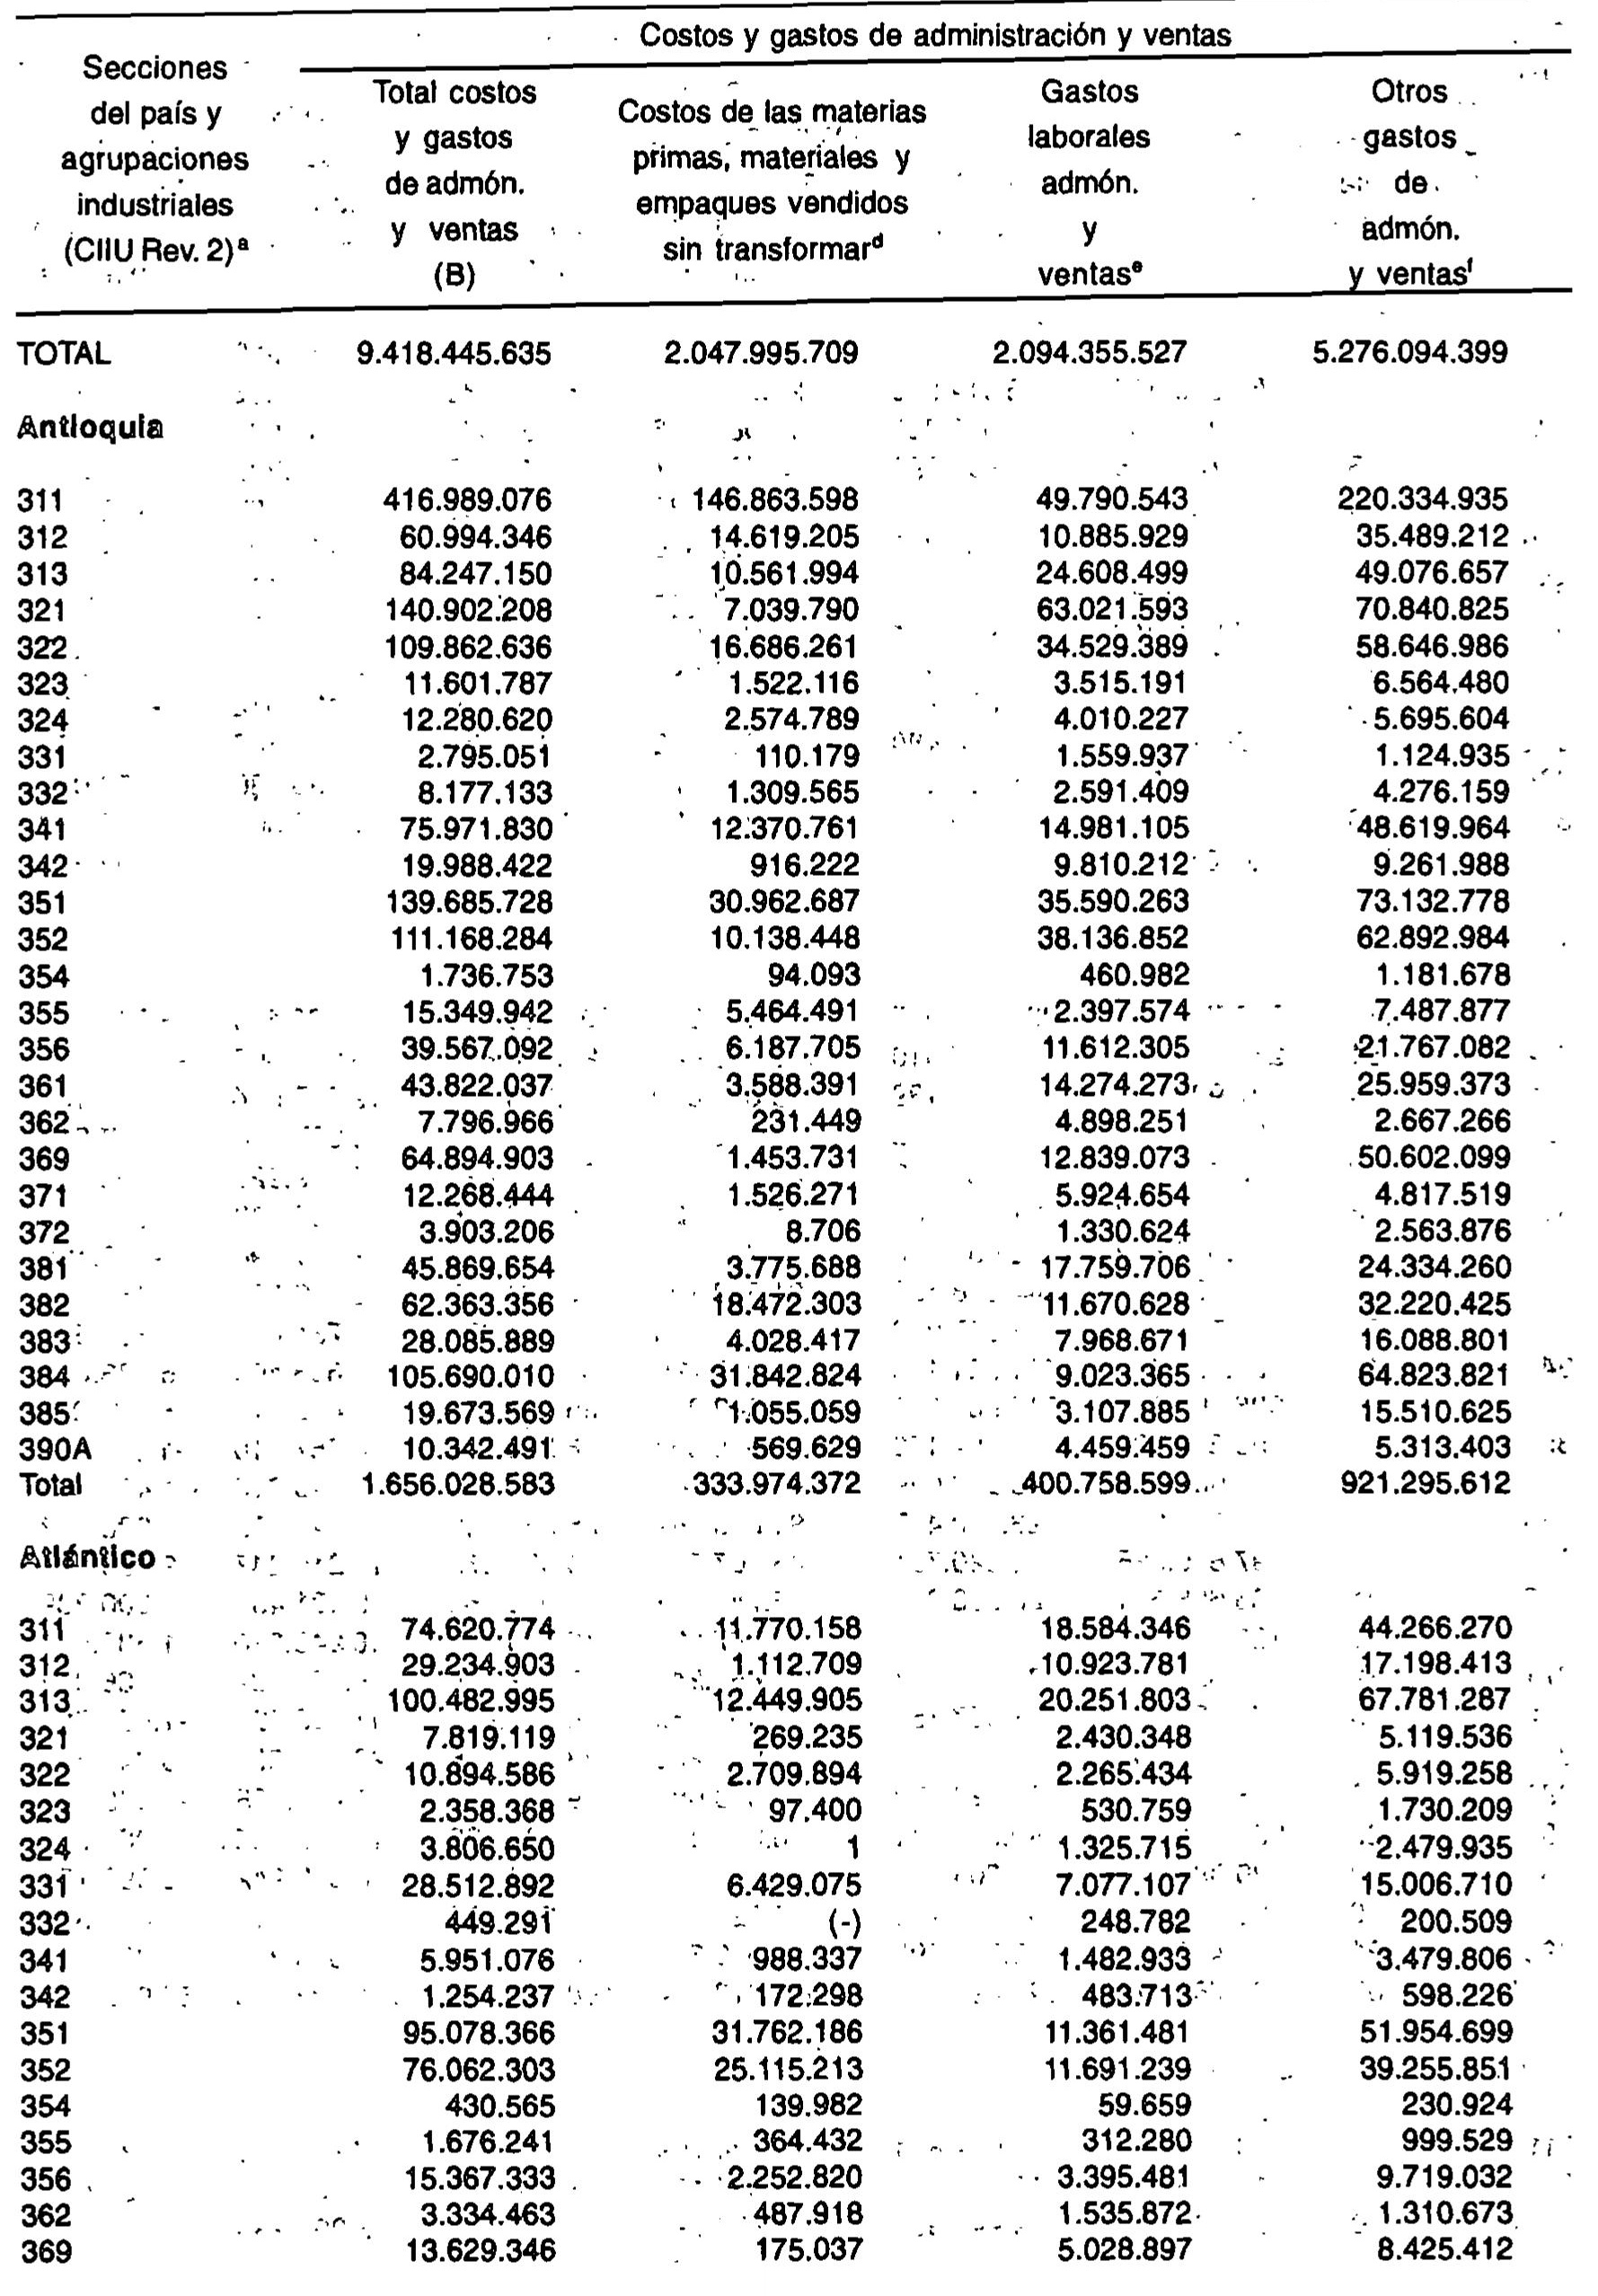 Costos y gastos de administración y ventas
Secciones
del país y
agrupaciones
industriales
(CIIU Rev. 2)ª
Total costos
y gastos
de admón.
y ventas
(B)
Costos de las materias
primas, materiales y
empaques vendidos
sin transformarᵈ
Gastos
laborales
admón.
y
ventasᵉ
Otros
gastos
de
admón.
y ventasᶠ
TOTAL 9.418.445.635 2.047.995.709 2.094.355.527 5.276.094.399
Antioquia
311 416.989.076 146.863.598 49.790.543 220.334.935
312 60.994.346 14.619.205 10.885.929 35.489.212
313 84.247.150 10.561.994 24.608.499 49.076.657
321 140.902.208 7.039.790 63.021.593 70.840.825
322 109.862.636 16.686.261 34.529.389 58.646.986
323 11.601.787 1.522.116 3.515.191 6.564.480
324 12.280.620 2.574.789 4.010.227 5.695.604
331 2.795.051 110.179 1.559.937 1.124.935
332 8.177.133 1.309.565 2.591.409 4.276.159
341 75.971.830 12.370.761 14.981.105 48.619.964
342 19.988.422 916.222 9.810.212 9.261.988
351 139.685.728 30.962.687 35.590.263 73.132.778
352 111.168.284 10.138.448 38.136.852 62.892.984
354 1.736.753 94.093 460.982 1.181.678
355 15.349.942 5.464.491 2.397.574 7.487.877
356 39.567.092 6.187.705 11.612.305 21.767.082
361 43.822.037 3.588.391 14.274.273 25.959.373
362 7.796.966 231.449 4.898.251 2.667.266
369 64.894.903 1.453.731 12.839.073 50.602.099
371 12.268.444 1.526.271 5.924.654 4.817.519
372 3.903.206 8.706 1.330.624 2.563.876
381 45.869.654 3.775.688 17.759.706 24.334.260
382 62.363.356 18.472.303 11.670.628 32.220.425
383 28.085.889 4.028.417 7.968.671 16.088.801
384 105.690.010 31.842.824 9.023.365 64.823.821
385 19.673.569 1.055.059 3.107.885 15.510.625
390A 10.342.491 569.629 4.459.459 5.313.403
Total 1.656.028.583 333.974.372 400.758.599 921.295.612
Atlántico
311 74.620.774 11.770.158 18.584.346 44.266.270
312 29.234.903 1.112.709 10.923.781 17.198.413
313 100.482.995 12.449.905 20.251.803 67.781.287
321 7.819.119 269.235 2.430.348 5.119.536
322 10.894.586 2.709.894 2.265.434 5.919.258
323 2.358.368 97.400 530.759 1.730.209
324 3.806.650 1 1.325.715 2.479.935
331 28.512.892 6.429.075 7.077.107 15.006.710
332 449.291 (-) 248.782 200.509
341 5.951.076 988.337 1.482.933 3.479.806
342 1.254.237 172.298 483.713 598.226
351 95.078.366 31.762.186 11.361.481 51.954.699
352 76.062.303 25.115.213 11.691.239 39.255.851
354 430.565 139.982 59.659 230.924
355 1.676.241 364.432 312.280 999.529
356 15.367.333 2.252.820 3.395.481 9.719.032
362 3.334.463 487.918 1.535.872 1.310.673
369 13.629.346 175.037 5.028.897 8.425.412